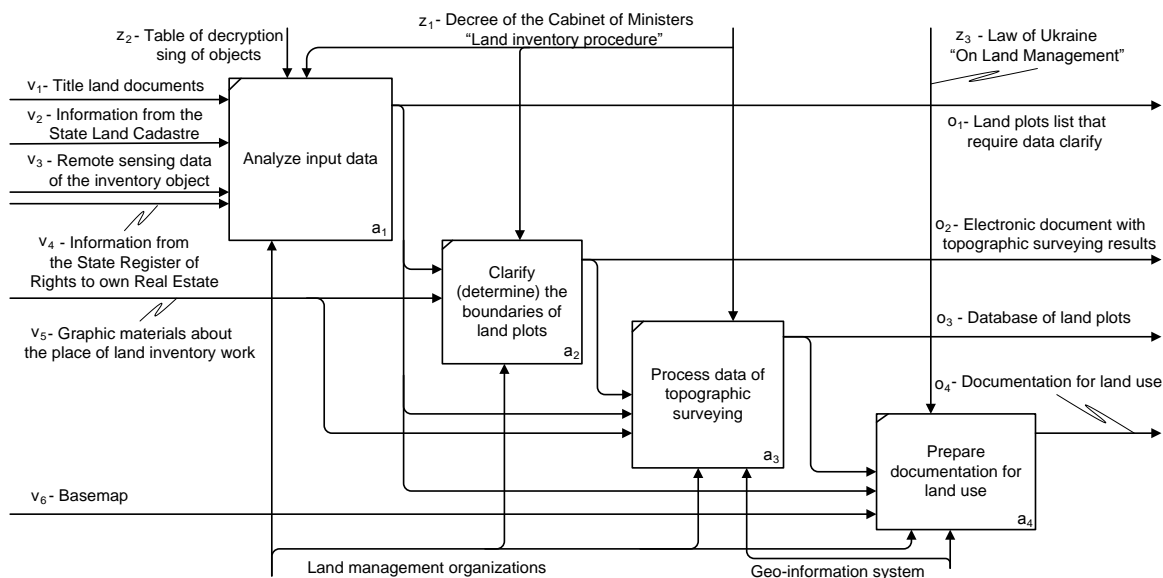 z₂- Table of decryption
sing of objects
z₁- Decree of the Cabinet of Ministers
“Land inventory procedure”
z₃ - Law of Ukraine
“On Land Management”
v₁- Title land documents
v₂ - Information from the
State Land Cadastre
v₃ - Remote sensing data
of the inventory object
v₄ - Information from
the State Register of
Rights to own Real Estate
v₅- Graphic materials about
the place of land inventory work
v₆- Basemap
Analyze input data
a₁
Clarify
(determine) the
boundaries of
land plots
a₂
Process data of
topographic
surveying
a₃
Prepare
documentation for
land use
a₄
o₁- Land plots list that
require data clarify
o₂- Electronic document with
topographic surveying results
o₃ - Database of land plots
o₄- Documentation for land use
Land management organizations
Geo-information system